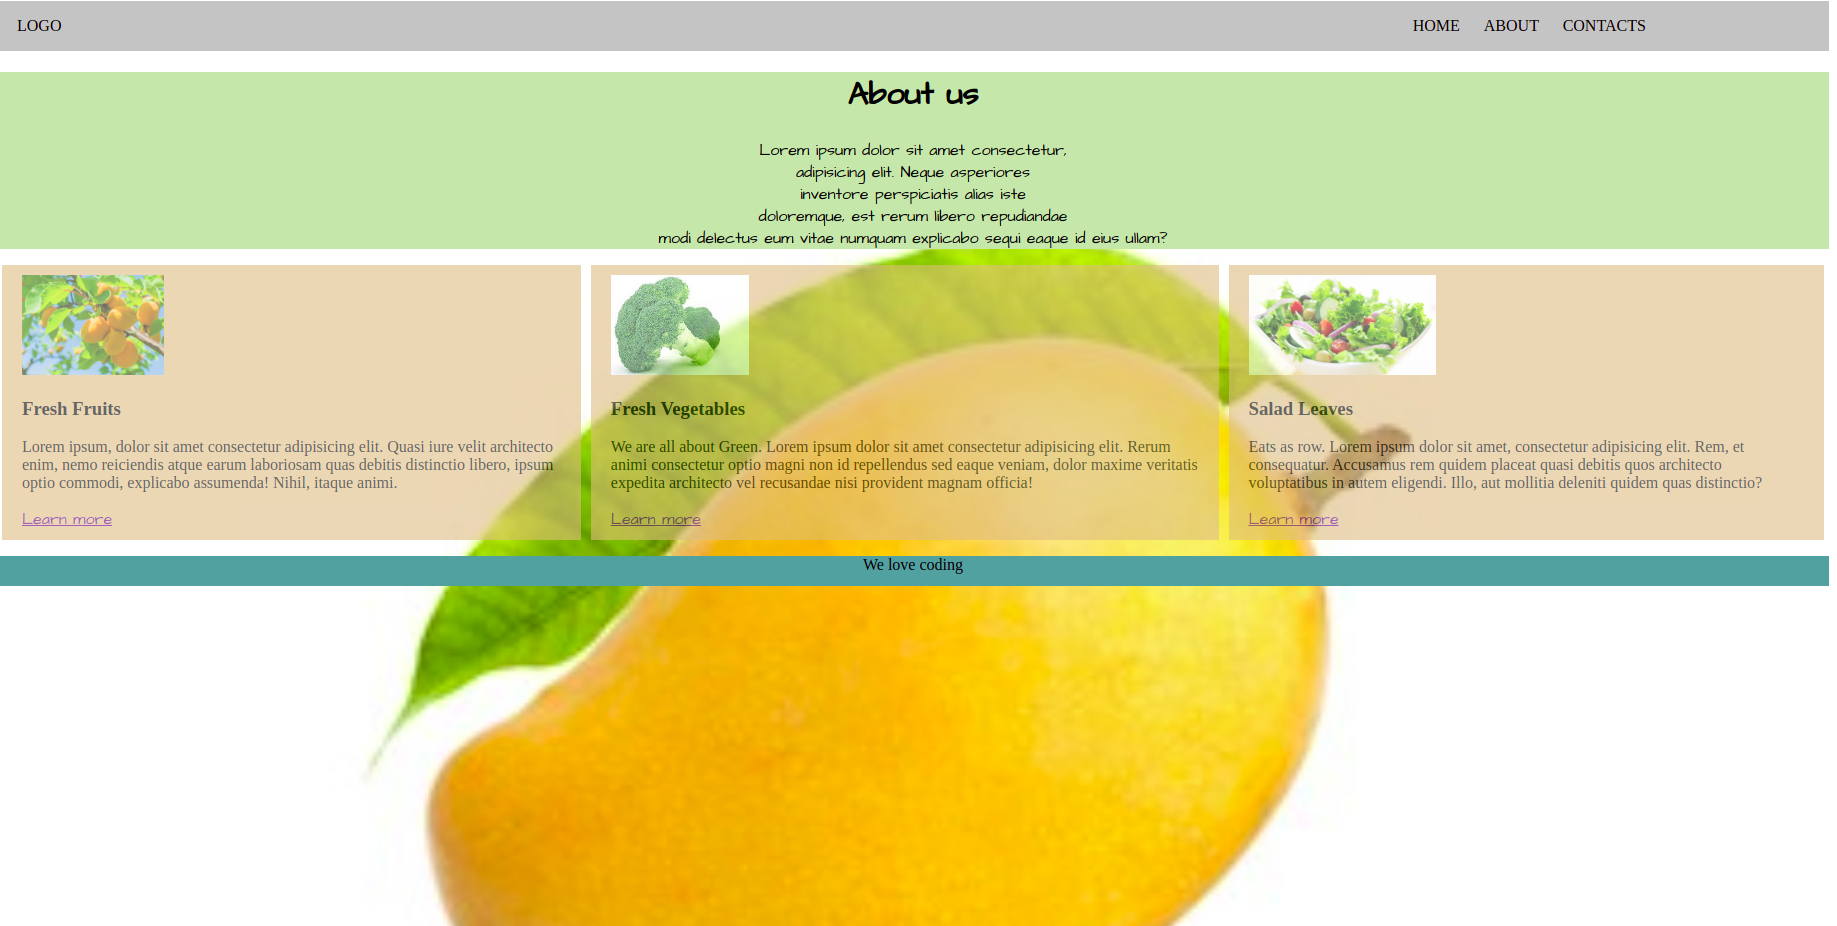 LOGO
HOME ABOUT CONTACTS
About us
Lorem ipsum dolor sit amet consectetur,
adipisicing elit. Neque asperiores
inventore perspiciatis alias iste
doloremque, est rerum libero repudiandae
modi delectus eum vitae numquam explicabo sequi eaque id eius ullam?
Fresh Fruits
Lorem ipsum, dolor sit amet consectetur adipisicing elit. Quasi iure velit architecto
enim, nemo reiciendis atque earum laboriosam quas debitis distinctio libero, ipsum
optio commodi, explicabo assumenda! Nihil, itaque animi.
Learn more
Fresh Vegetables
We are all about Green. Lorem ipsum dolor sit amet consectetur adipisicing elit. Rerum
animi consectetur optio magni non id repellendus sed eaque veniam, dolor maxime veritatis
expedita architecto vel recusandae nisi provident magnam officia!
Learn more
Salad Leaves
Eats as row. Lorem ipsum dolor sit amet, consectetur adipisicing elit. Rem, et
consequatur. Accusamus rem quidem placeat quasi debitis quos architecto
voluptatibus in autem eligendi. Illo, aut mollitia deleniti quidem quas distinctio?
Learn more
We love coding